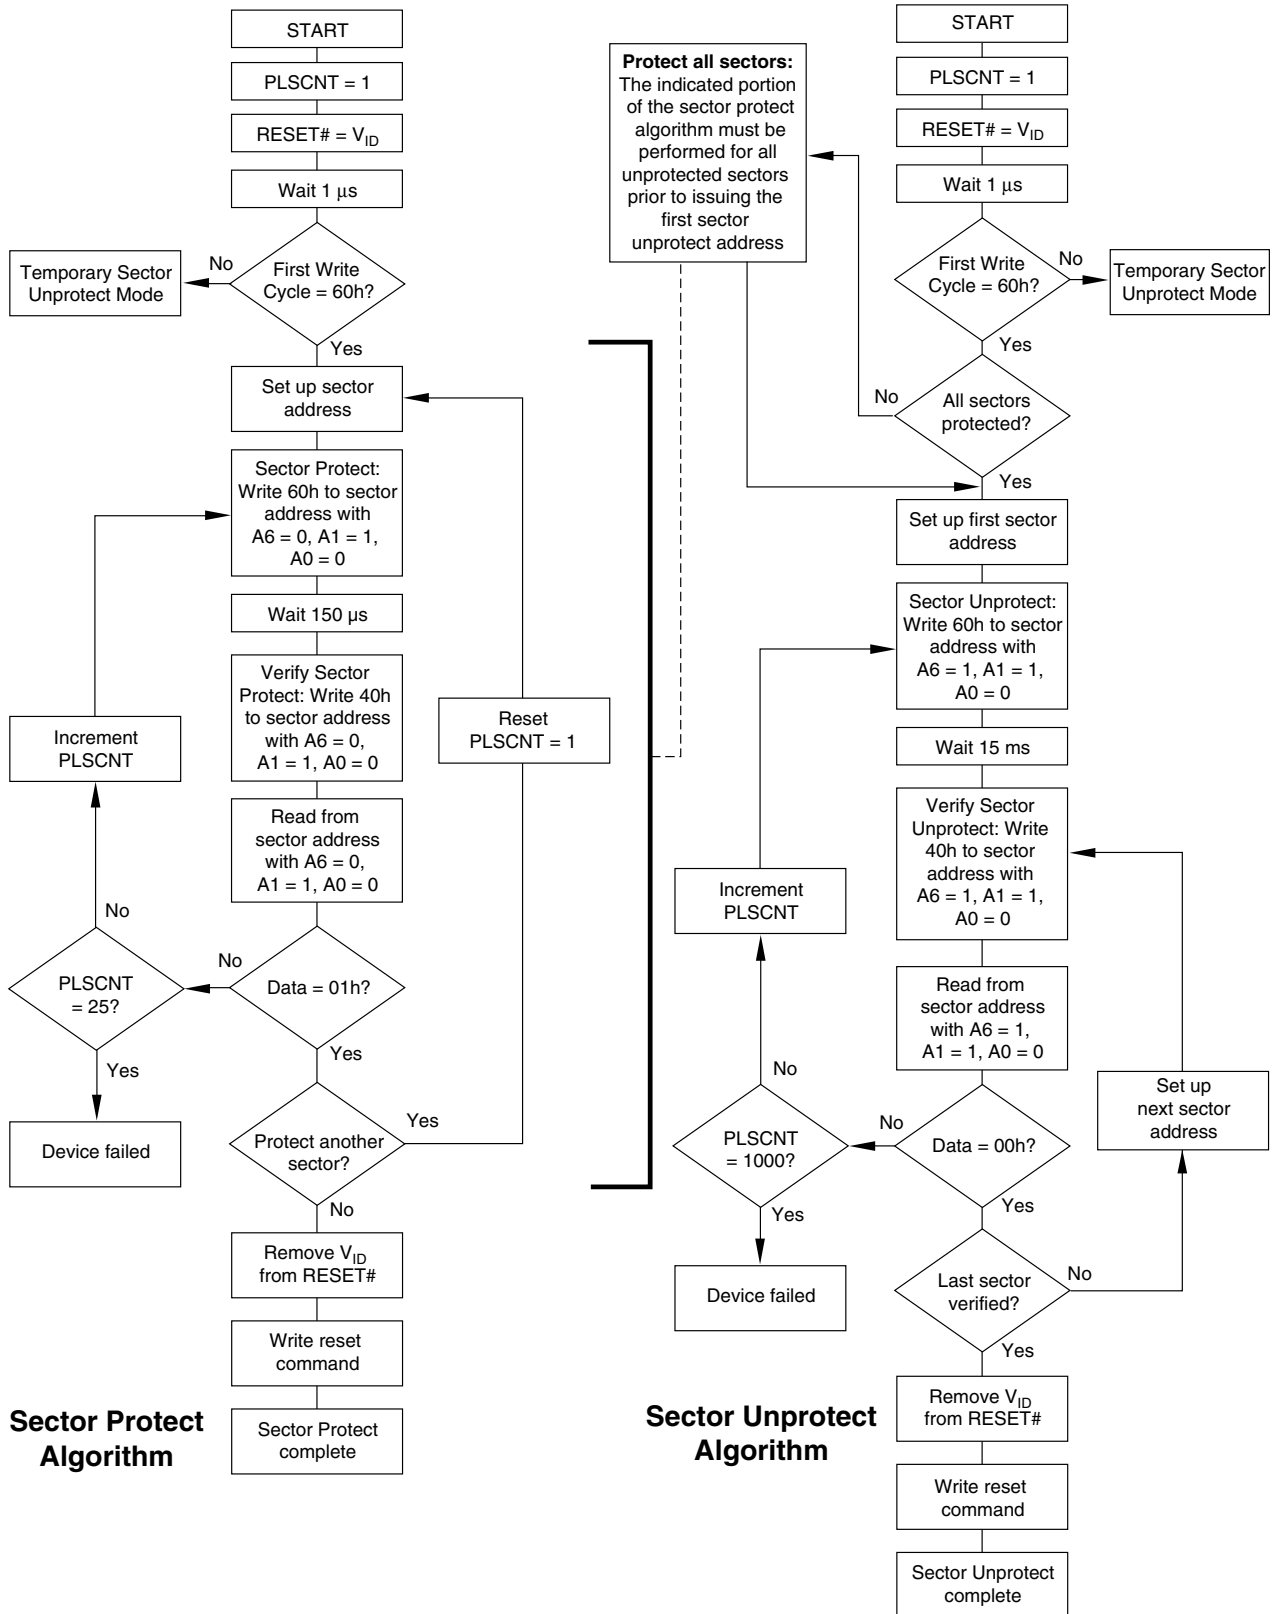 START
PLSCNT = 1
RESET# = VID
Wait 1 μs
First Write
Cycle = 60h?
No
Temporary Sector
Unprotect Mode
Yes
Set up sector
address
Sector Protect:
Write 60h to sector
address with
A6 = 0, A1 = 1,
A0 = 0
Wait 150 µs
Verify Sector
Protect: Write 40h
to sector address
with A6 = 0,
A1 = 1, A0 = 0
Reset
PLSCNT = 1
Increment
PLSCNT
Read from
sector address
with A6 = 0,
A1 = 1, A0 = 0
No
PLSCNT
= 25?
No
Data = 01h?
Yes
Yes
Device failed
Protect another
sector?
Yes
No
Remove VID
from RESET#
Write reset
command
Sector Protect
complete
Sector Protect
Algorithm
Protect all sectors:
The indicated portion
of the sector protect
algorithm must be
performed for all
unprotected sectors
prior to issuing the
first sector
unprotect address
START
PLSCNT = 1
RESET# = VID
Wait 1 μs
First Write
Cycle = 60h?
No
Temporary Sector
Unprotect Mode
Yes
No
All sectors
protected?
Yes
Set up first sector
address
Sector Unprotect:
Write 60h to sector
address with
A6 = 1, A1 = 1,
A0 = 0
Wait 15 ms
Verify Sector
Unprotect: Write
40h to sector
address with
A6 = 1, A1 = 1,
A0 = 0
Increment
PLSCNT
Read from
sector address
with A6 = 1,
A1 = 1, A0 = 0
No
Set up
next sector
address
PLSCNT
= 1000?
No
Data = 00h?
Yes
Yes
Device failed
Last sector
verified?
No
Yes
Remove VID
from RESET#
Write reset
command
Sector Unprotect
complete
Sector Unprotect
Algorithm